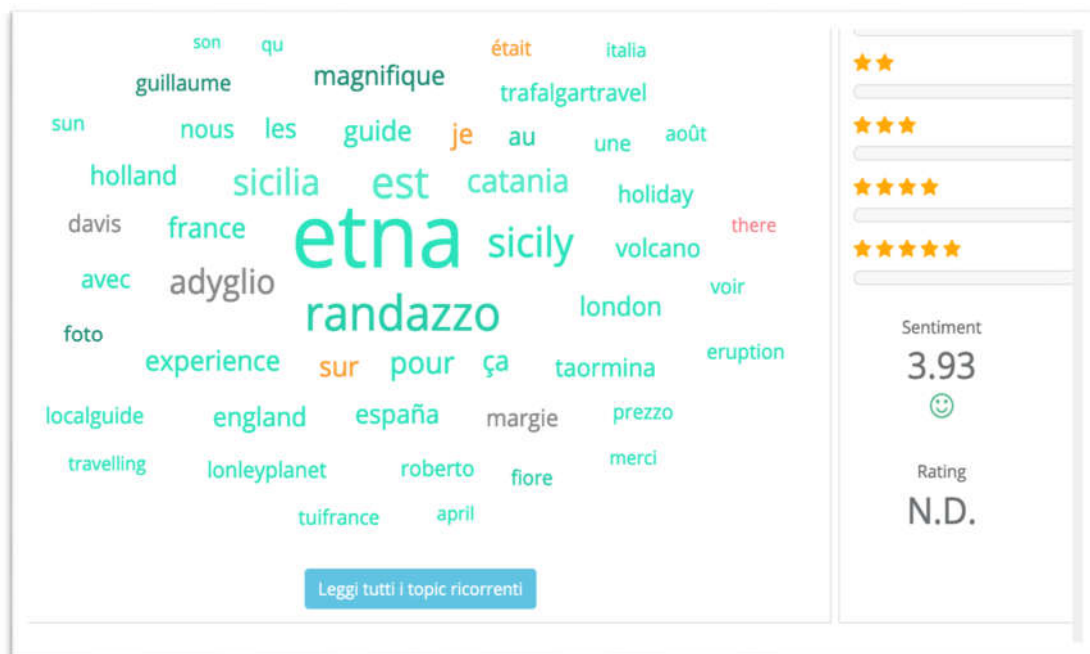 son qu était italia
guillaume magnifique trafalgartravel
sun nous les guide je au une août
holland sicilia est catania holiday
davis france etna sicily volcano there
avec adyglio voir
randazzo london
foto
experience sur pour ça taormina eruption
localguide england españa margie prezzo
travelling lonleyplanet roberto fiore merci
tuifrance april
Leggi tutti i topic ricorrenti
Sentiment
3.93
Rating
N.D.